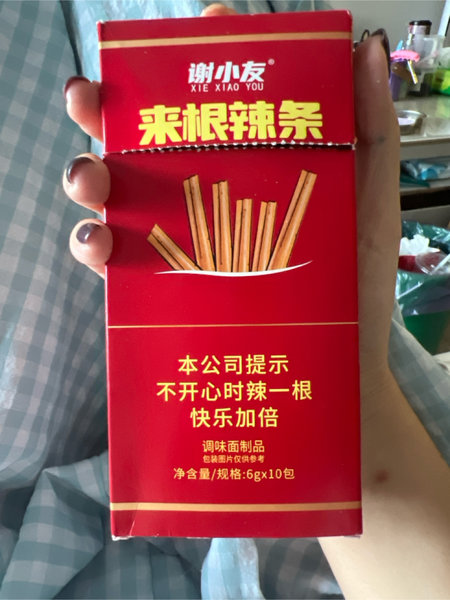 谢小友®
XIE XIAO YOU
来根辣条
本公司提示
不开心时辣一根
快乐加倍
调味面制品
包装图片仅供参考
净含量/规格:6gx10包